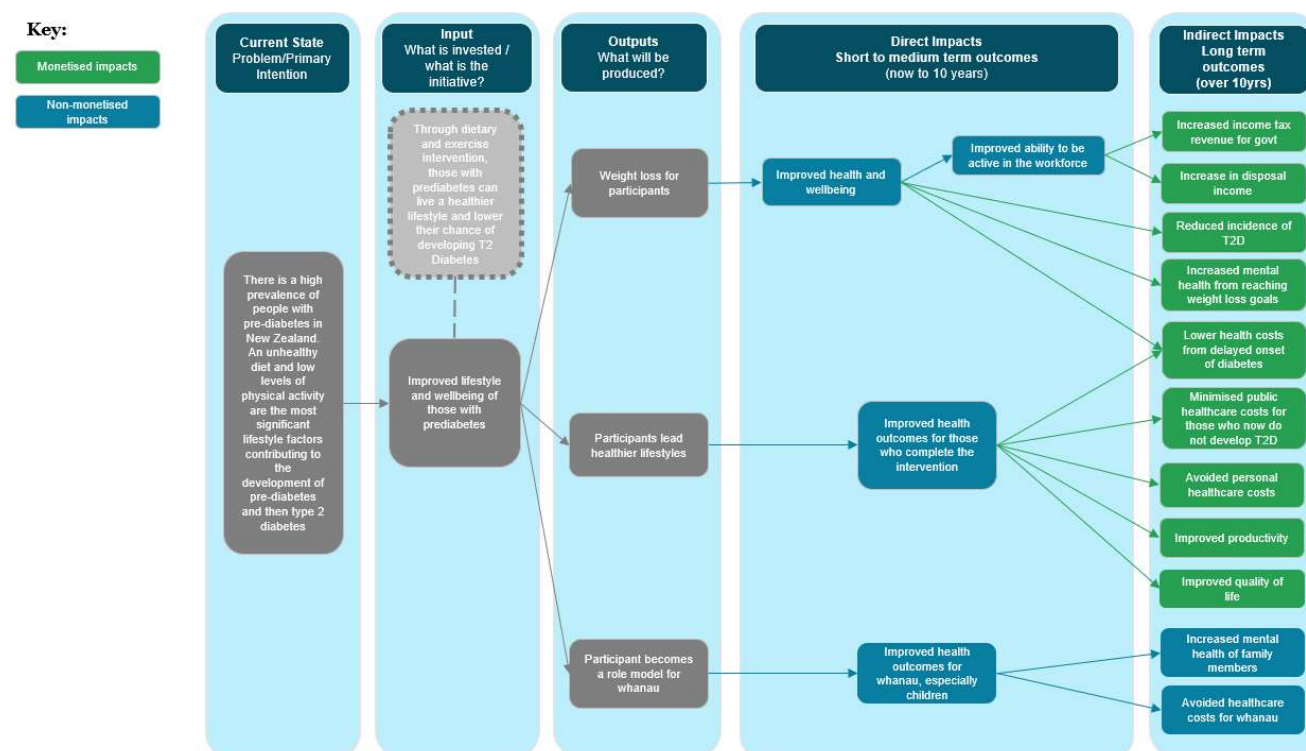 Key:
Monetised impacts
Non-monetised
impacts
Current State
Problem/Primary
Intention
There is a high
prevalence of
people with
pre-diabetes in
New Zealand.
An unhealthy
diet and low
levels of
physical activity
are the most
significant
lifestyle factors
contributing to
the
development of
pre-diabetes
and then type 2
diabetes
Input
What is invested /
what is the
initiative?
Through dietary
and exercise
intervention,
those with
prediabetes can
live a healthier
lifestyle and lower
their chance of
developing T2
Diabetes
Improved lifestyle
and wellbeing of
those with
prediabetes
Outputs
What will be
produced?
Weight loss for
participants
Participants lead
healthier lifestyles
Participant becomes
a role model for
whanau
Direct Impacts
Short to medium term outcomes
(now to 10 years)
Improved health and
wellbeing
Improved ability to be
active in the workforce
Improved health
outcomes for those
who complete the
intervention
Improved health
outcomes for
whanau, especially
children
Indirect Impacts
Long term
outcomes
(over 10yrs)
Increased income tax
revenue for govt
Increase in disposal
income
Reduced incidence of
T2D
Increased mental
health from reaching
weight loss goals
Lower health costs
from delayed onset
of diabetes
Minimised public
healthcare costs for
those who now do
not develop T2D
Avoided personal
healthcare costs
Improved productivity
Improved quality of
life
Increased mental
health of family
members
Avoided healthcare
costs for whanau